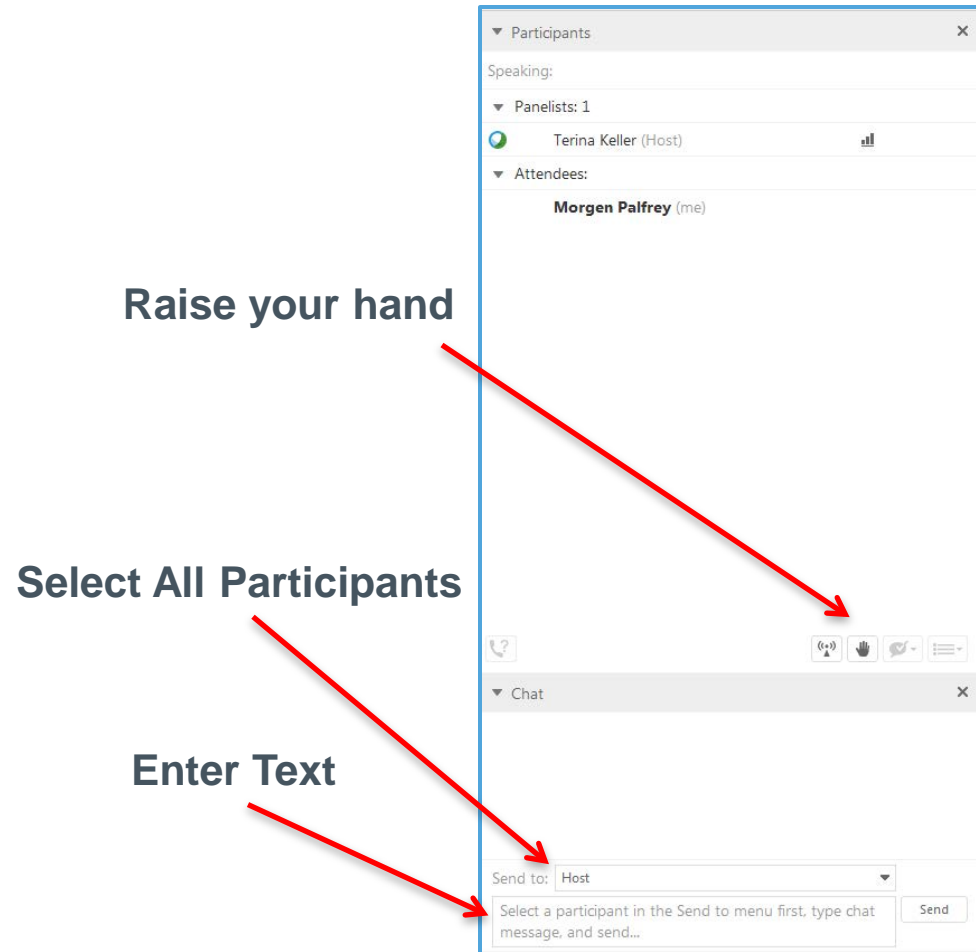 Participants
Speaking:
Panelists: 1
Terina Keller (Host)
Attendees:
Morgen Palfrey (me)
Raise your hand
Select All Participants
Chat
Enter Text
Send to: Host
Select a participant in the Send to menu first, type chat
message, and send...
Send